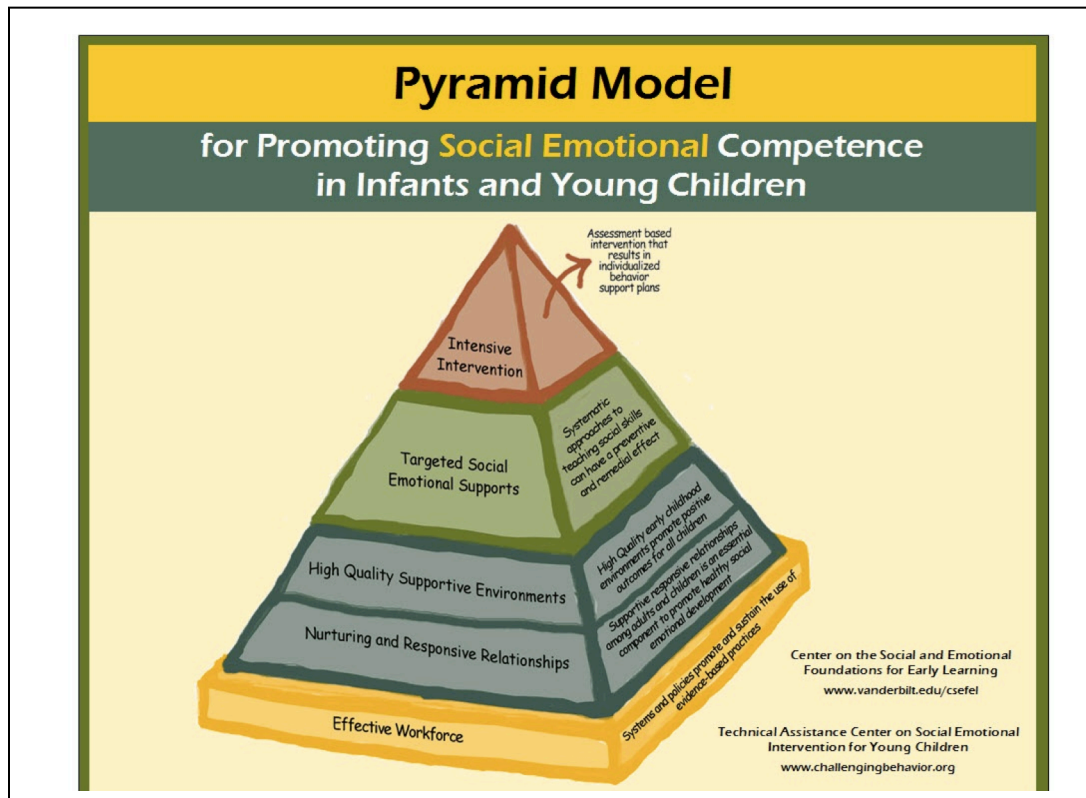 Pyramid Model
for Promoting Social Emotional Competence
in Infants and Young Children
Assessment based
intervention that
results in
individualized
behavior
support plans
Intensive
Intervention
Targeted Social
Emotional Supports
Systematic
approaches to
teaching social skills
can have a preventive
and remedial effect
High Quality Supportive Environments
High Quality early childhood
environments promote positive
outcomes for all children
Nurturing and Responsive Relationships
Supportive responsive relationships
among adults and children is an essential
component to promote healthy social
emotional development
Effective Workforce
Systems and policies promote and sustain the use of
evidence-based practices
Center on the Social and Emotional
Foundations for Early Learning
www.vanderbilt.edu/csefel
Technical Assistance Center on Social Emotional
Intervention for Young Children
www.challengingbehavior.org